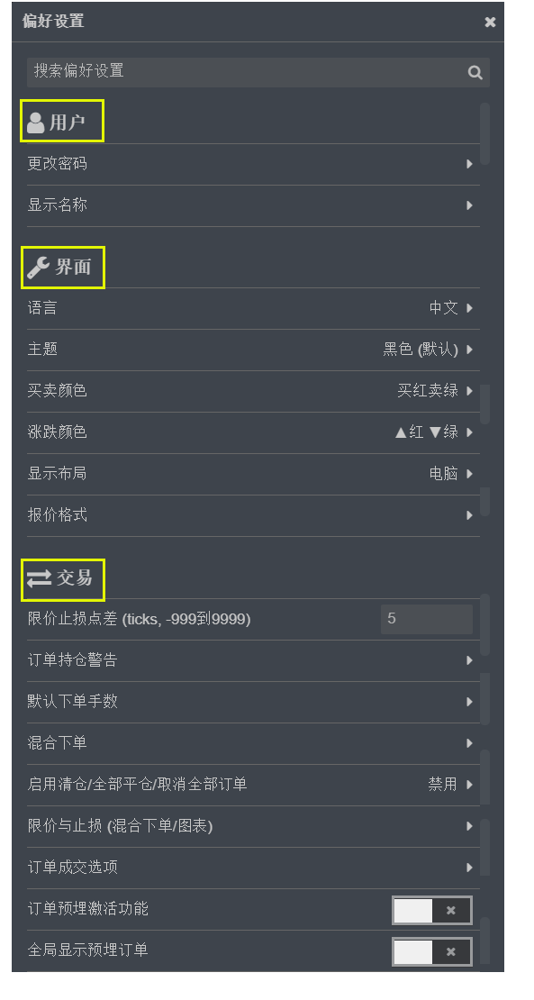 偏好设置
搜索偏好设置
用户
更改密码
显示名称
界面
语言 中文
主题 黑色 (默认)
买卖颜色 买红卖绿
涨跌颜色 ▲红 ▼绿
显示布局 电脑
报价格式
交易
限价止损点差 (ticks, -999到9999) 5
订单持仓警告
默认下单手数
混合下单
启用清仓/全部平仓/取消全部订单 禁用
限价与止损 (混合下单/图表)
订单成交选项
订单预埋激活功能
全局显示预埋订单